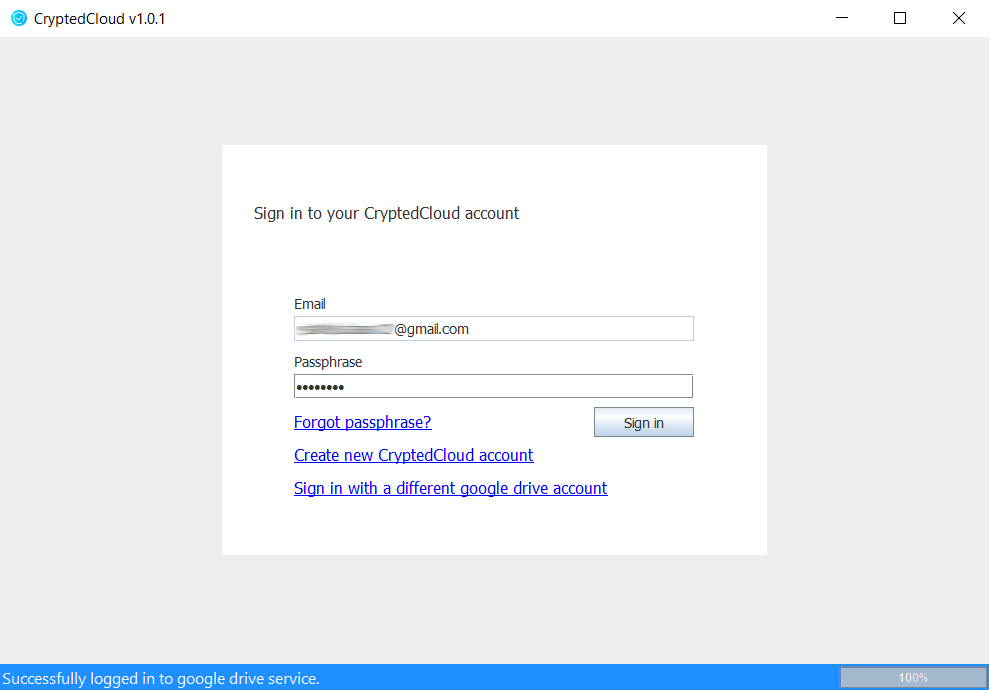 CryptedCloud v1.0.1
Sign in to your CryptedCloud account
Email
@gmail.com
Passphrase
••••••••
Forgot passphrase?
Sign in
Create new CryptedCloud account
Sign in with a different google drive account
Successfully logged in to google drive service.
100%